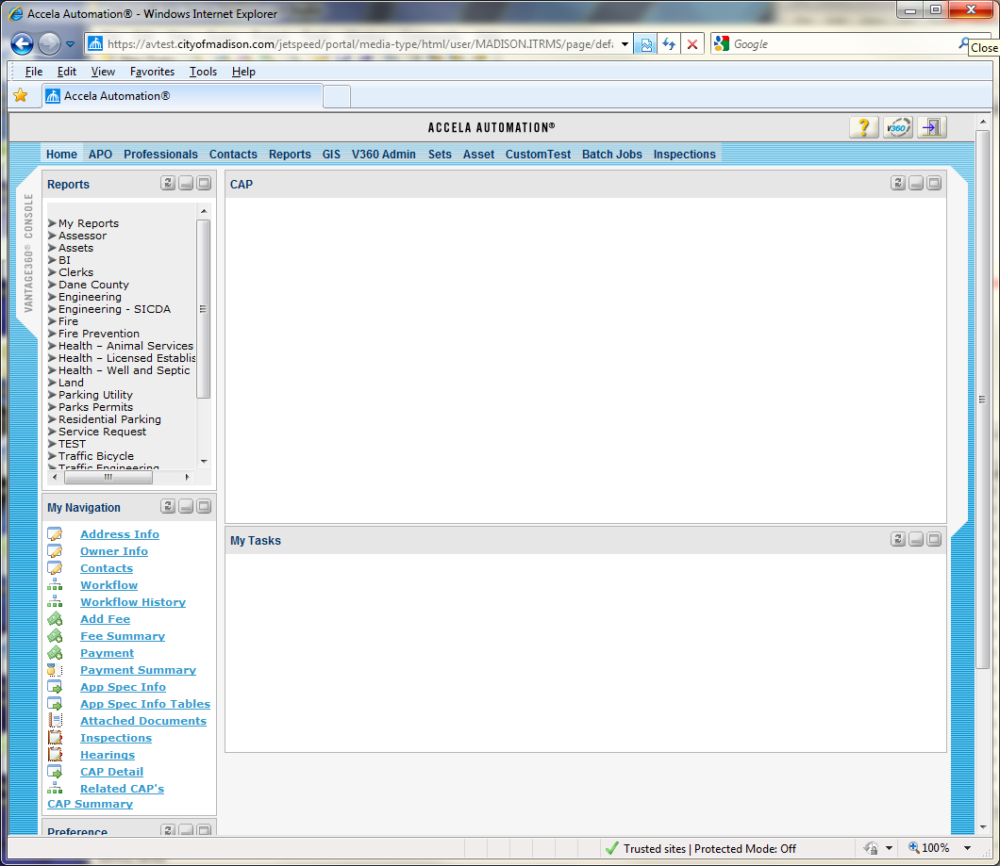 Accela Automation® - Windows Internet Explorer
https://avtest.cityofmadison.com/jetspeed/portal/media-type/html/user/MADISON.ITRMS/page/defa
Google
Close
File Edit View Favorites Tools Help
Accela Automation®
ACCELA AUTOMATION®
? V360
Home APO Professionals Contacts Reports GIS V360 Admin Sets Asset CustomTest Batch Jobs Inspections
VANTAGE360® CONSOLE
Reports
My Reports
Assessor
Assets
BI
Clerks
Dane County
Engineering
Engineering - SICDA
Fire
Fire Prevention
Health – Animal Services
Health – Licensed Establis
Health – Well and Septic
Land
Parking Utility
Parks Permits
Residential Parking
Service Request
TEST
Traffic Bicycle
Traffic Engineering
My Navigation
Address Info
Owner Info
Contacts
Workflow
Workflow History
Add Fee
Fee Summary
Payment
Payment Summary
App Spec Info
App Spec Info Tables
Attached Documents
Inspections
Hearings
CAP Detail
Related CAP's
CAP Summary
Preference
CAP
My Tasks
Trusted sites | Protected Mode: Off
100%